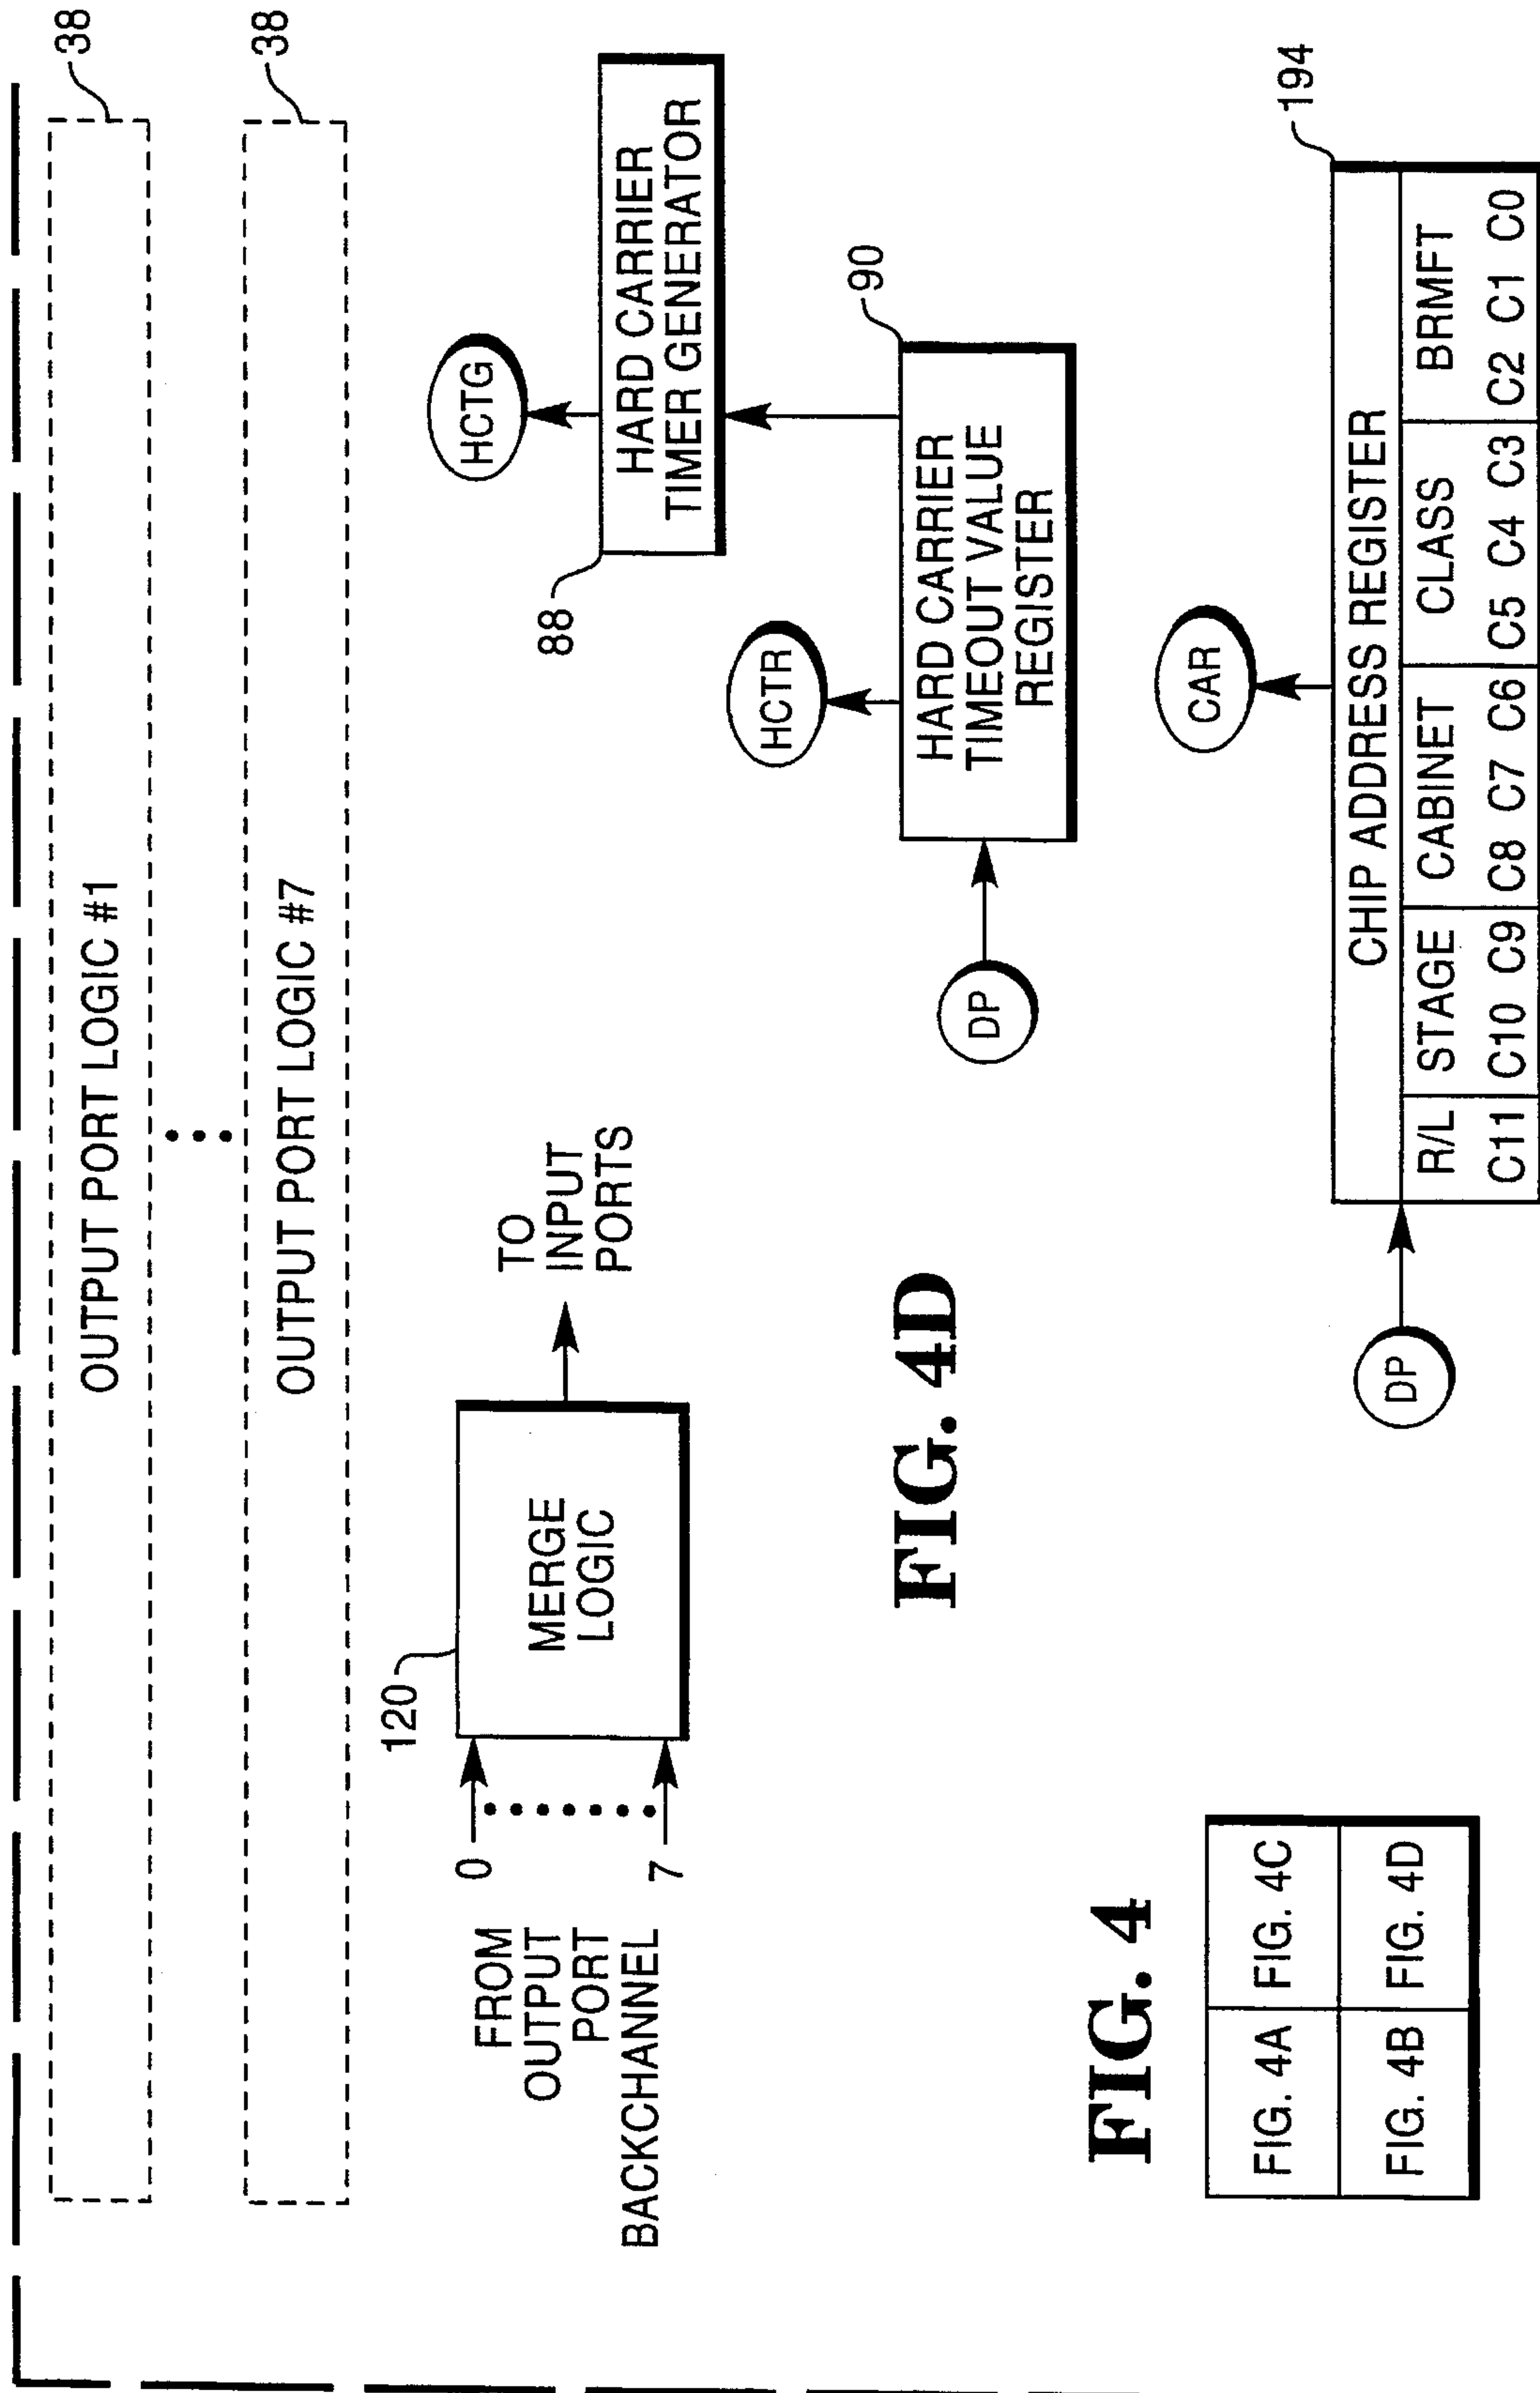 OUTPUT PORT LOGIC #1
38
OUTPUT PORT LOGIC #7
38
FROM
OUTPUT
PORT
BACKCHANNEL
0
7
120
MERGE
LOGIC
TO
INPUT
PORTS
HCTG
88
HARD CARRIER
TIMER GENERATOR
HCTR
90
DP
HARD CARRIER
TIMEOUT VALUE
REGISTER
FIG. 4D
CAR
194
DP
CHIP ADDRESS REGISTER
R/L STAGE CABINET CLASS BRMFT
C11 C10 C9 C8 C7 C6 C5 C4 C3 C2 C1 C0
FIG. 4
FIG. 4A FIG. 4C
FIG. 4B FIG. 4D